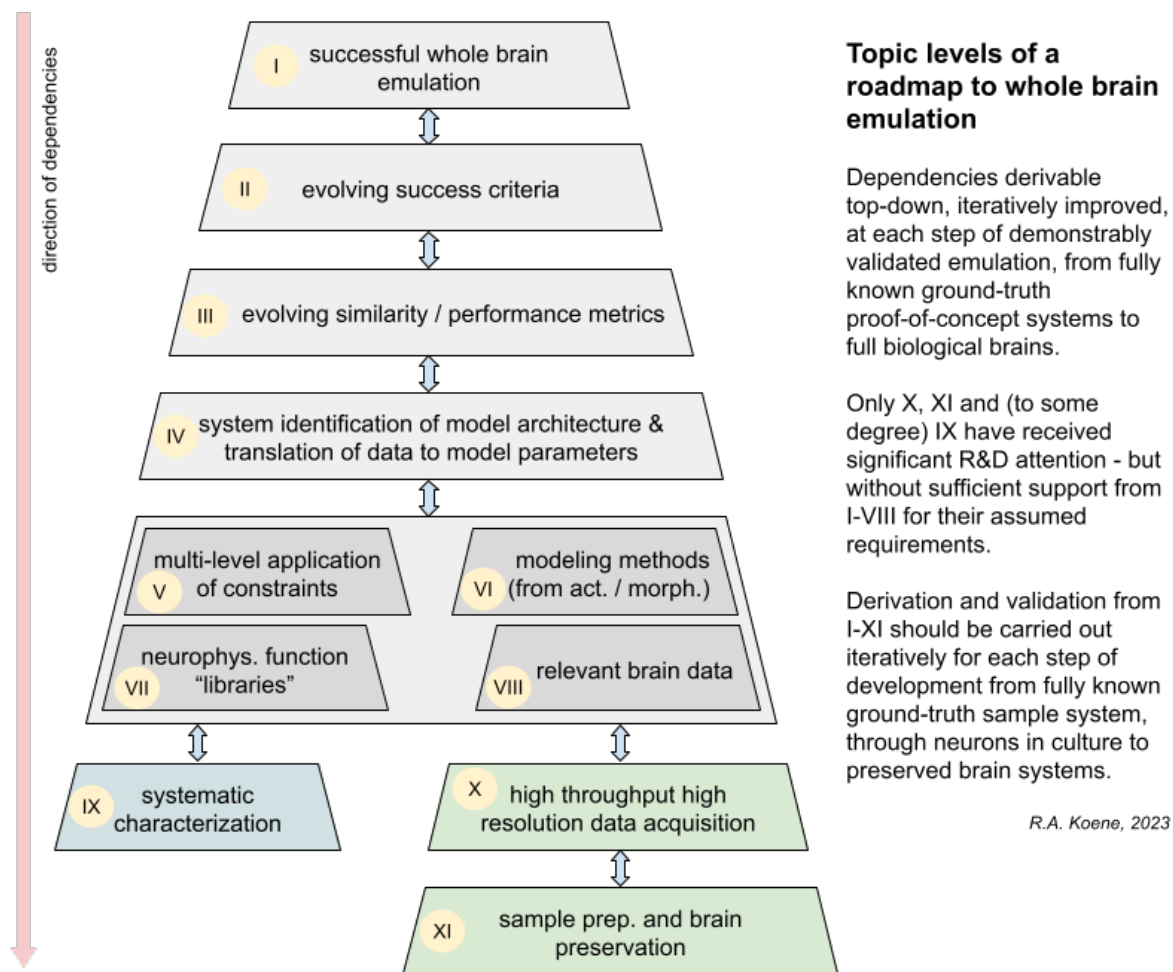 direction of dependencies
I
successful whole brain
emulation
II
evolving success criteria
III
evolving similarity / performance metrics
IV
system identification of model architecture &
translation of data to model parameters
V
multi-level application
of constraints
VI
modeling methods
(from act. / morph.)
VII
neurophys. function
“libraries”
VIII
relevant brain data
IX
systematic
characterization
X
high throughput high
resolution data acquisition
XI
sample prep. and brain
preservation
Topic levels of a
roadmap to whole brain
emulation
Dependencies derivable
top-down, iteratively improved,
at each step of demonstrably
validated emulation, from fully
known ground-truth
proof-of-concept systems to
full biological brains.
Only X, XI and (to some
degree) IX have received
significant R&D attention - but
without sufficient support from
I-VIII for their assumed
requirements.
Derivation and validation from
I-XI should be carried out
iteratively for each step of
development from fully known
ground-truth sample system,
through neurons in culture to
preserved brain systems.
R.A. Koene, 2023